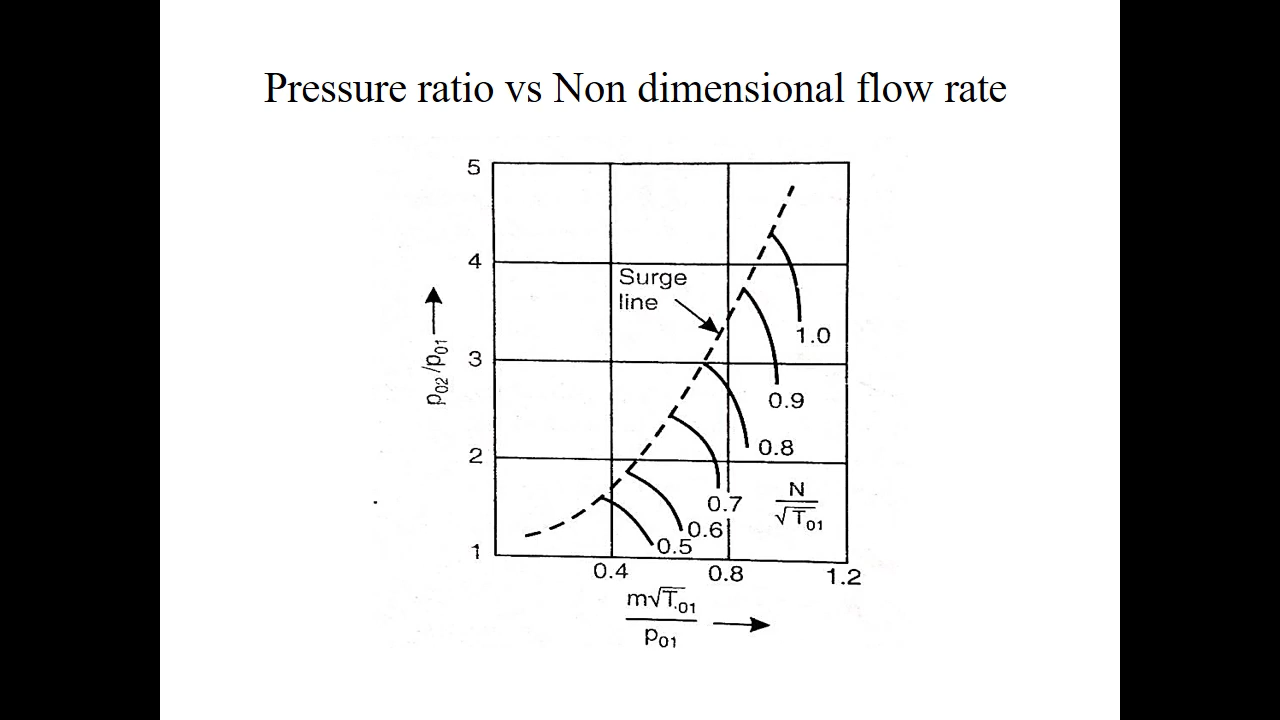 Pressure ratio vs Non dimensional flow rate
5
4
Surge
line
1.0
p02/p01
3
0.9
0.8
2
N
√T01
0.7
0.6
0.5
1
0.4
0.8
1.2
m√T01
p01